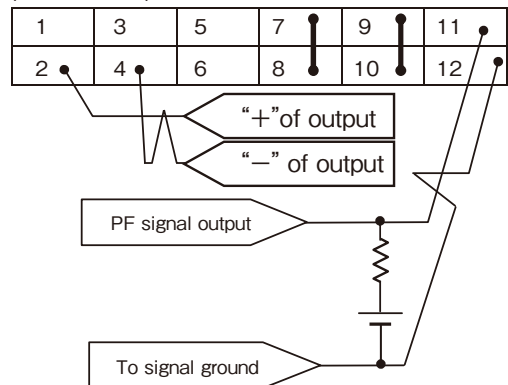 1 3 5 7 9 11
2 4 6 8 10 12
“+”of output
“−” of output
PF signal output
To signal ground